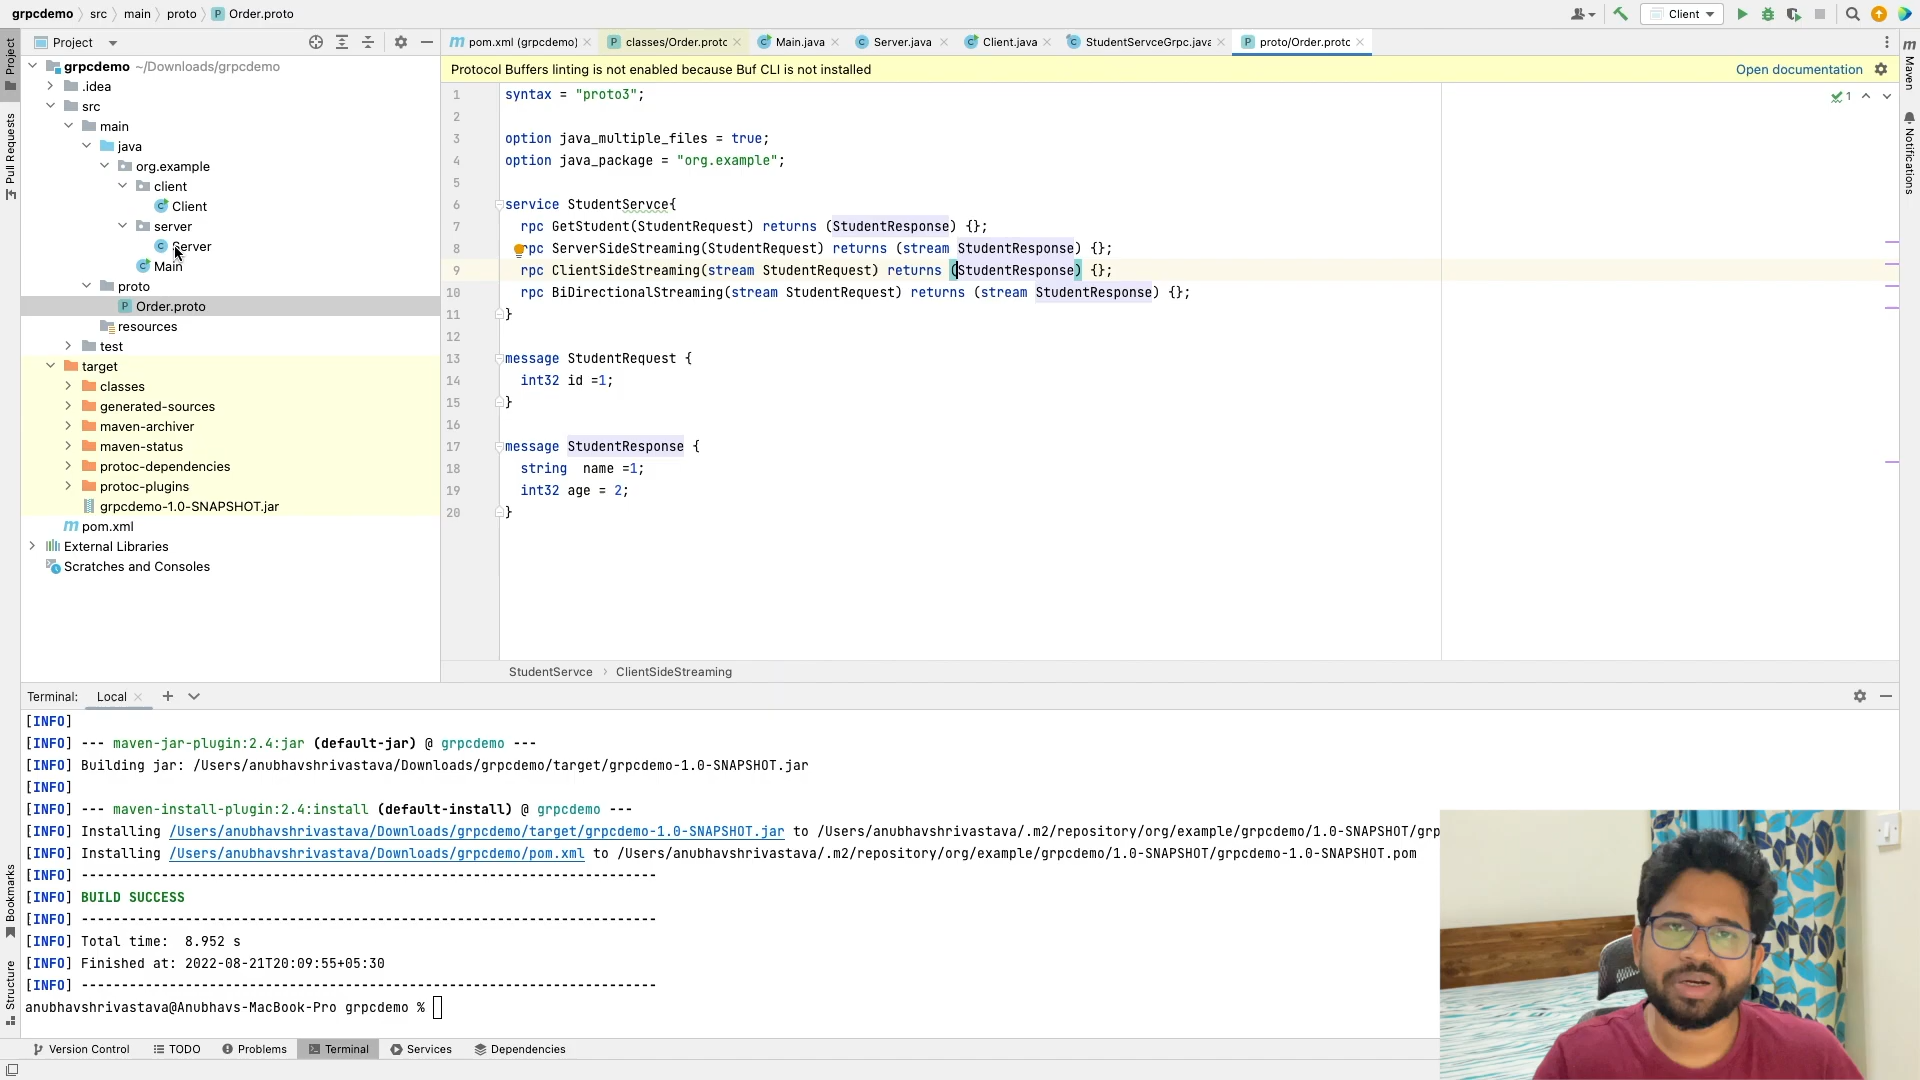 grpcdemo src main proto Order.proto Client
Project
pom.xml (grpcdemo) classes/Order.proto Main.java Server.java Client.java StudentServceGrpc.java proto/Order.proto
Protocol Buffers linting is not enabled because Buf CLI is not installed Open documentation
Project
Pull Requests
Bookmarks
Structure
Maven
Notifications
grpcdemo ~/Downloads/grpcdemo
.idea
src
main
java
org.example
client
Client
server
Server
Main
proto
Order.proto
resources
test
target
classes
generated-sources
maven-archiver
maven-status
protoc-dependencies
protoc-plugins
grpcdemo-1.0-SNAPSHOT.jar
pom.xml
External Libraries
Scratches and Consoles
1 syntax = "proto3";
2
3 option java_multiple_files = true;
4 option java_package = "org.example";
5
6 service StudentServce{
7 rpc GetStudent(StudentRequest) returns (StudentResponse) {};
8 rpc ServerSideStreaming(StudentRequest) returns (stream StudentResponse) {};
9 rpc ClientSideStreaming(stream StudentRequest) returns (StudentResponse) {};
10 rpc BiDirectionalStreaming(stream StudentRequest) returns (stream StudentResponse) {};
11 }
12
13 message StudentRequest {
14 int32 id =1;
15 }
16
17 message StudentResponse {
18 string name =1;
19 int32 age = 2;
20 }
1
StudentServce ClientSideStreaming
Terminal: Local
[INFO]
[INFO] --- maven-jar-plugin:2.4:jar (default-jar) @ grpcdemo ---
[INFO] Building jar: /Users/anubhavshrivastava/Downloads/grpcdemo/target/grpcdemo-1.0-SNAPSHOT.jar
[INFO]
[INFO] --- maven-install-plugin:2.4:install (default-install) @ grpcdemo ---
[INFO] Installing /Users/anubhavshrivastava/Downloads/grpcdemo/target/grpcdemo-1.0-SNAPSHOT.jar to /Users/anubhavshrivastava/.m2/repository/org/example/grpcdemo/1.0-SNAPSHOT/grp
[INFO] Installing /Users/anubhavshrivastava/Downloads/grpcdemo/pom.xml to /Users/anubhavshrivastava/.m2/repository/org/example/grpcdemo/1.0-SNAPSHOT/grpcdemo-1.0-SNAPSHOT.pom
[INFO] ------------------------------------------------------------------------
[INFO] BUILD SUCCESS
[INFO] ------------------------------------------------------------------------
[INFO] Total time: 8.952 s
[INFO] Finished at: 2022-08-21T20:09:55+05:30
[INFO] ------------------------------------------------------------------------
anubhavshrivastava@Anubhavs-MacBook-Pro grpcdemo %
Version Control TODO Problems Terminal Services Dependencies